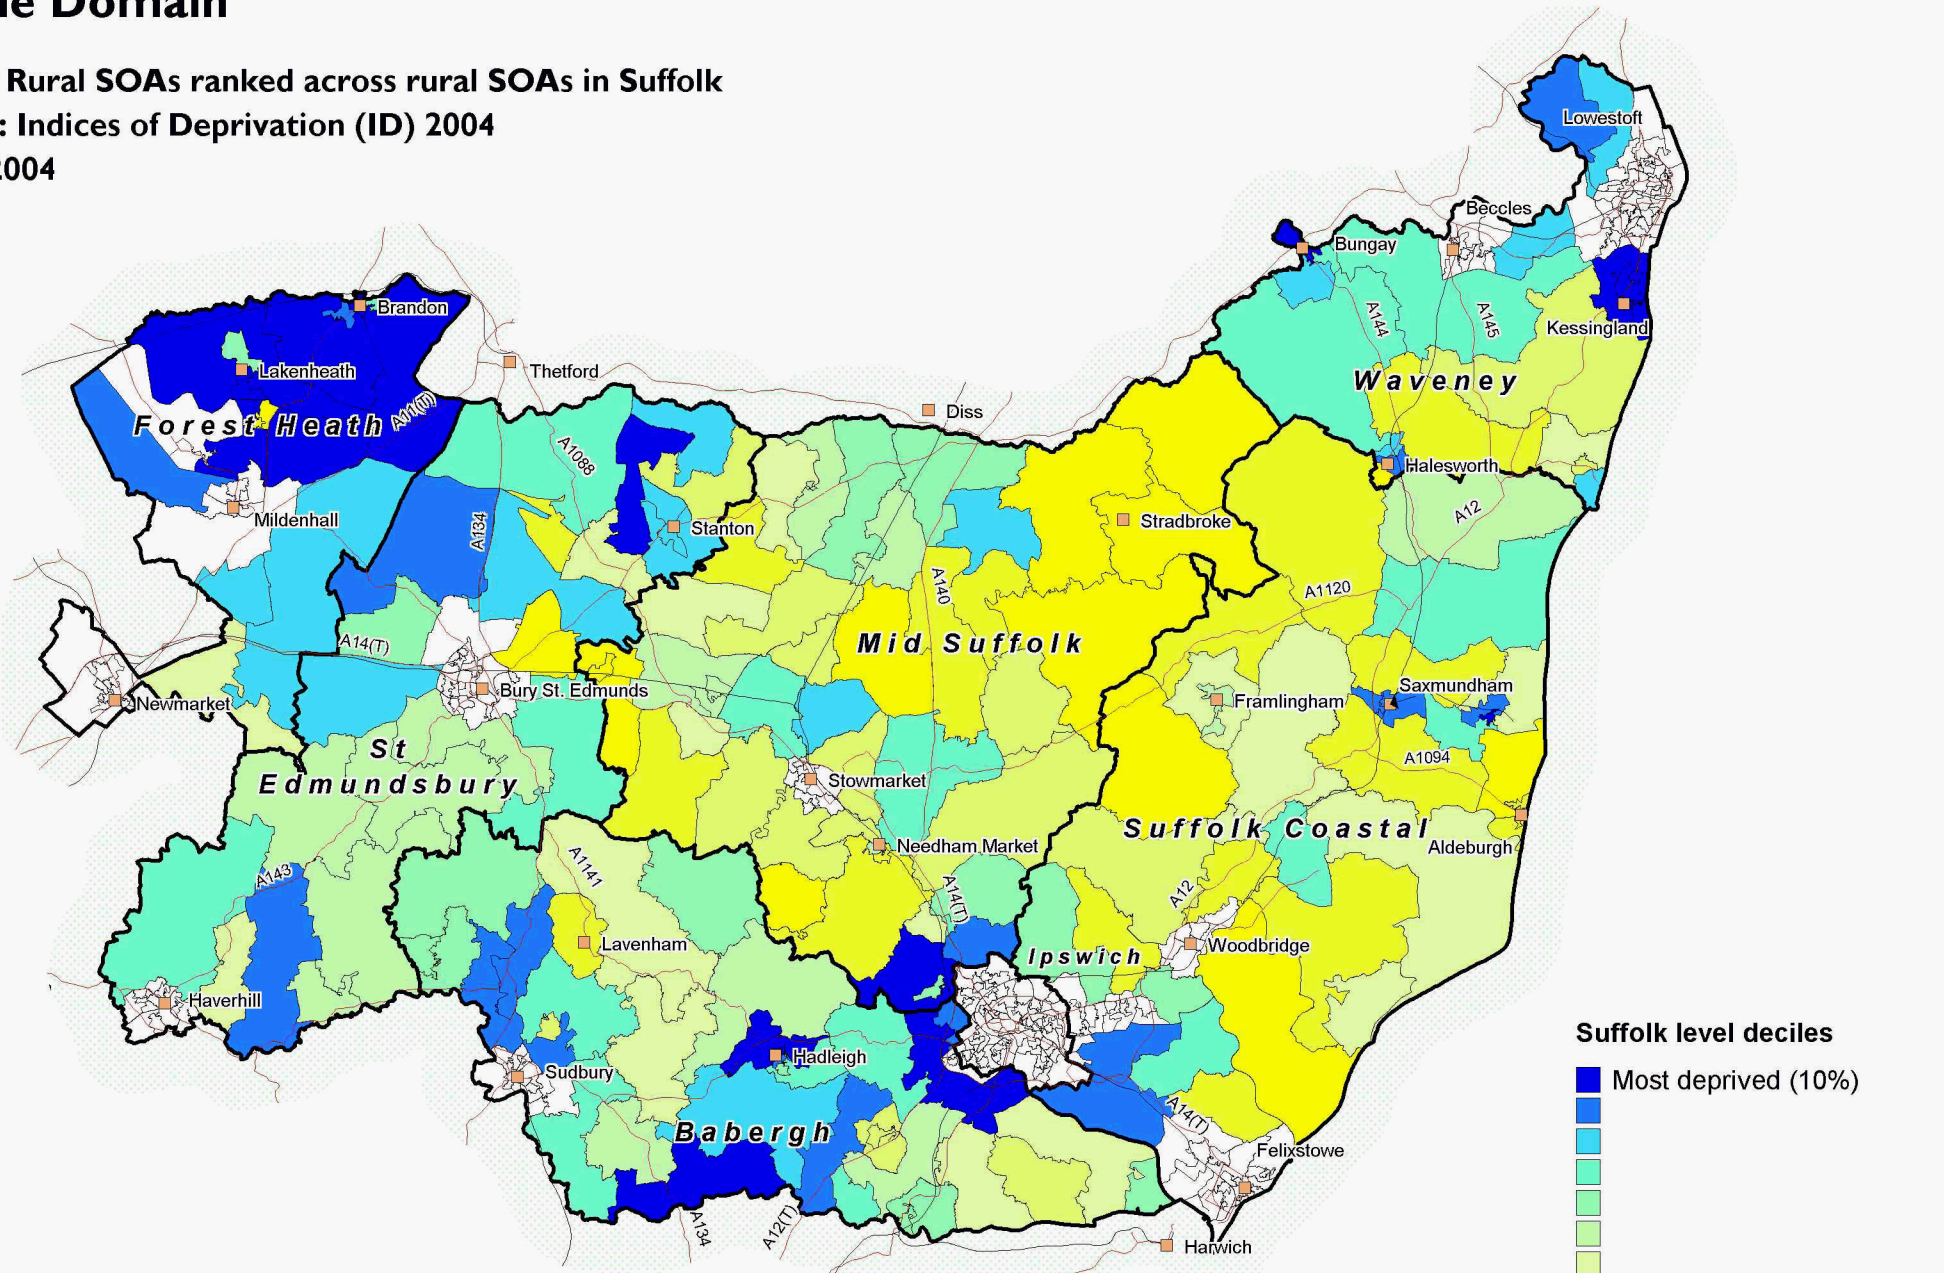 Domain
Rural SOAs ranked across rural SOAs in Suffolk
: Indices of Deprivation (ID) 2004
2004
Lowestoft
Beccles
Bungay
Brandon
A144
A145
Kessingland
Lakenheath
Thetford
Waveney
A11(T)
Diss
Forest Heath
A1088
Halesworth
Mildenhall
A134
Stanton
Stradbroke
A12
A140
A1120
A14(T)
Mid Suffolk
Bury St. Edmunds
Saxmundham
Newmarket
Framlingham
St
Edmundsbury
A1094
Stowmarket
Suffolk Coastal
Needham Market
Aldeburgh
A143
A1141
A14(T)
A12
Lavenham
Ipswich
Woodbridge
Haverhill
Suffolk level deciles
Hadleigh
Most deprived (10%)
Sudbury
A14(T)
Babergh
Felixstowe
A134
A12(T)
Harwich